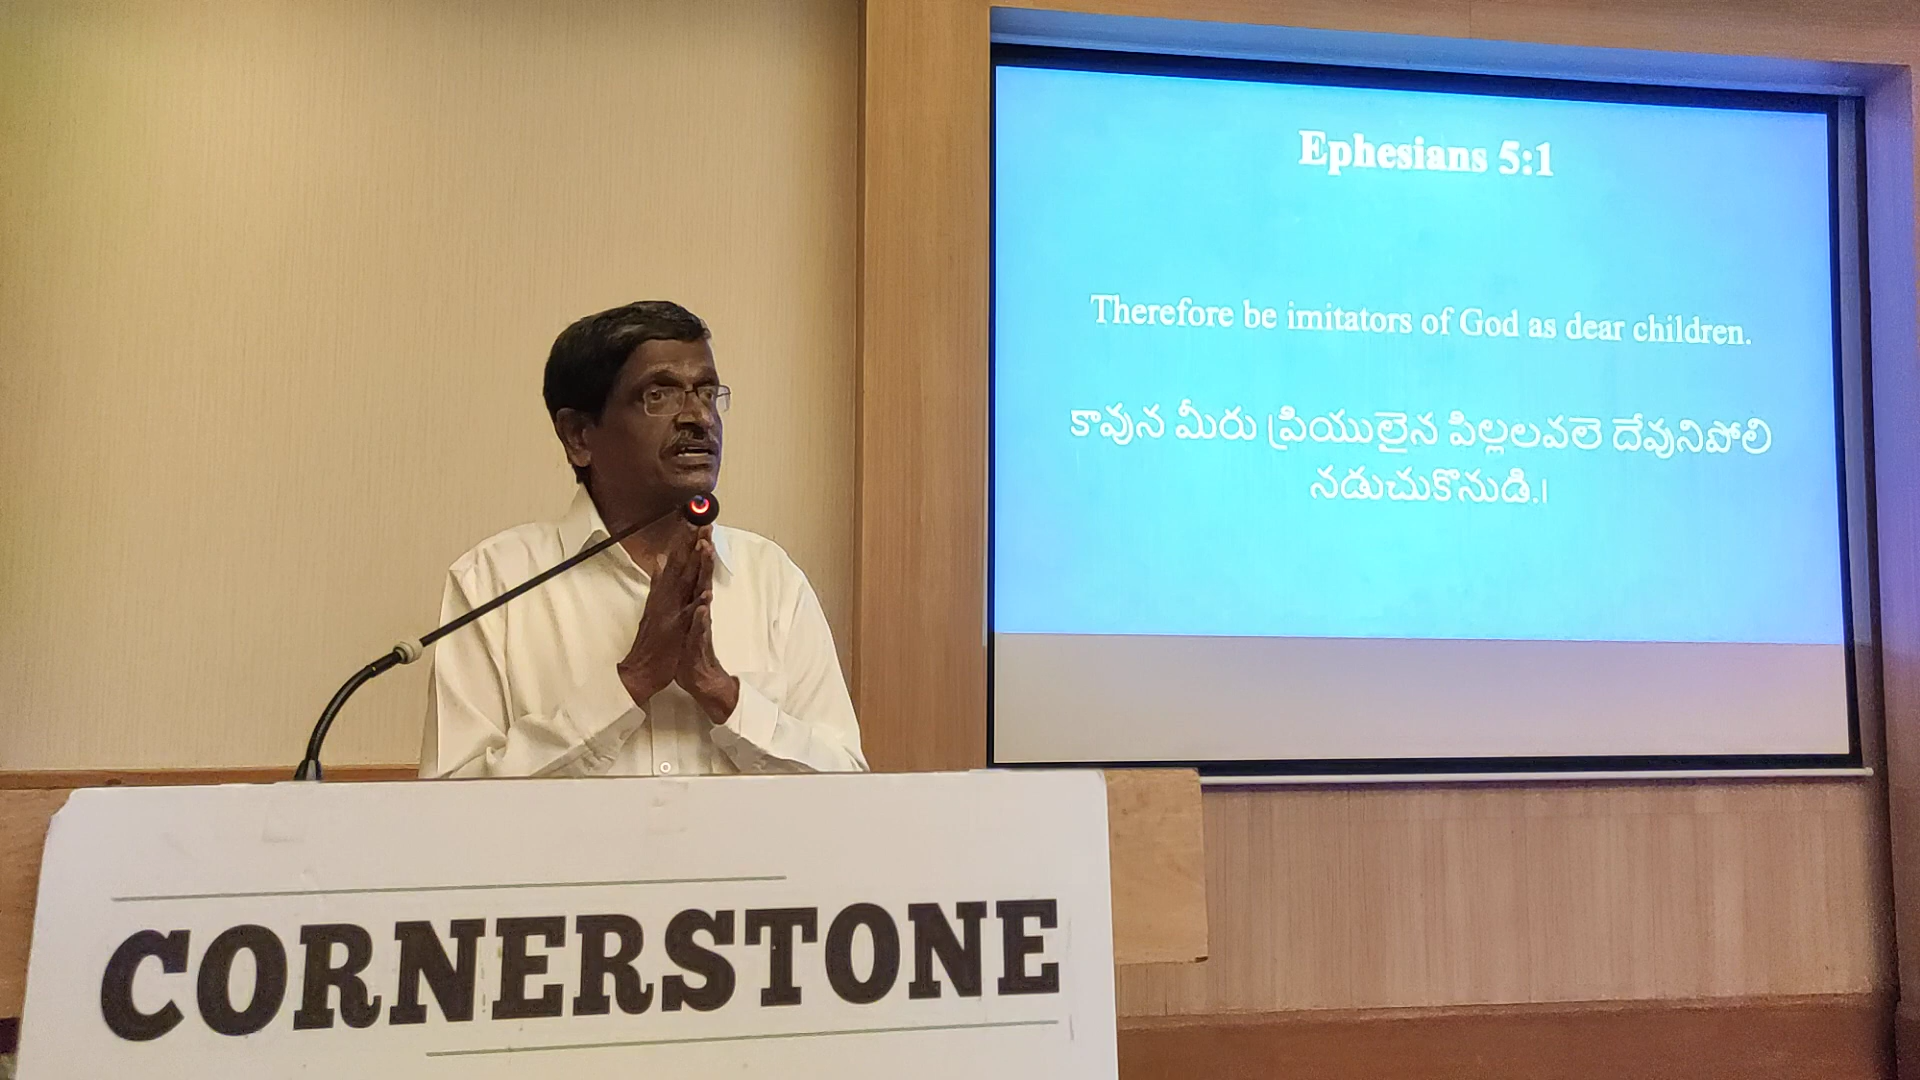 Ephesians 5:1
Therefore be imitators of God as dear children.
కావున మీరు ప్రియులైన పిల్లలవలె దేవునిపోలి
నడుచుకొనుడి.।
CORNERSTONE